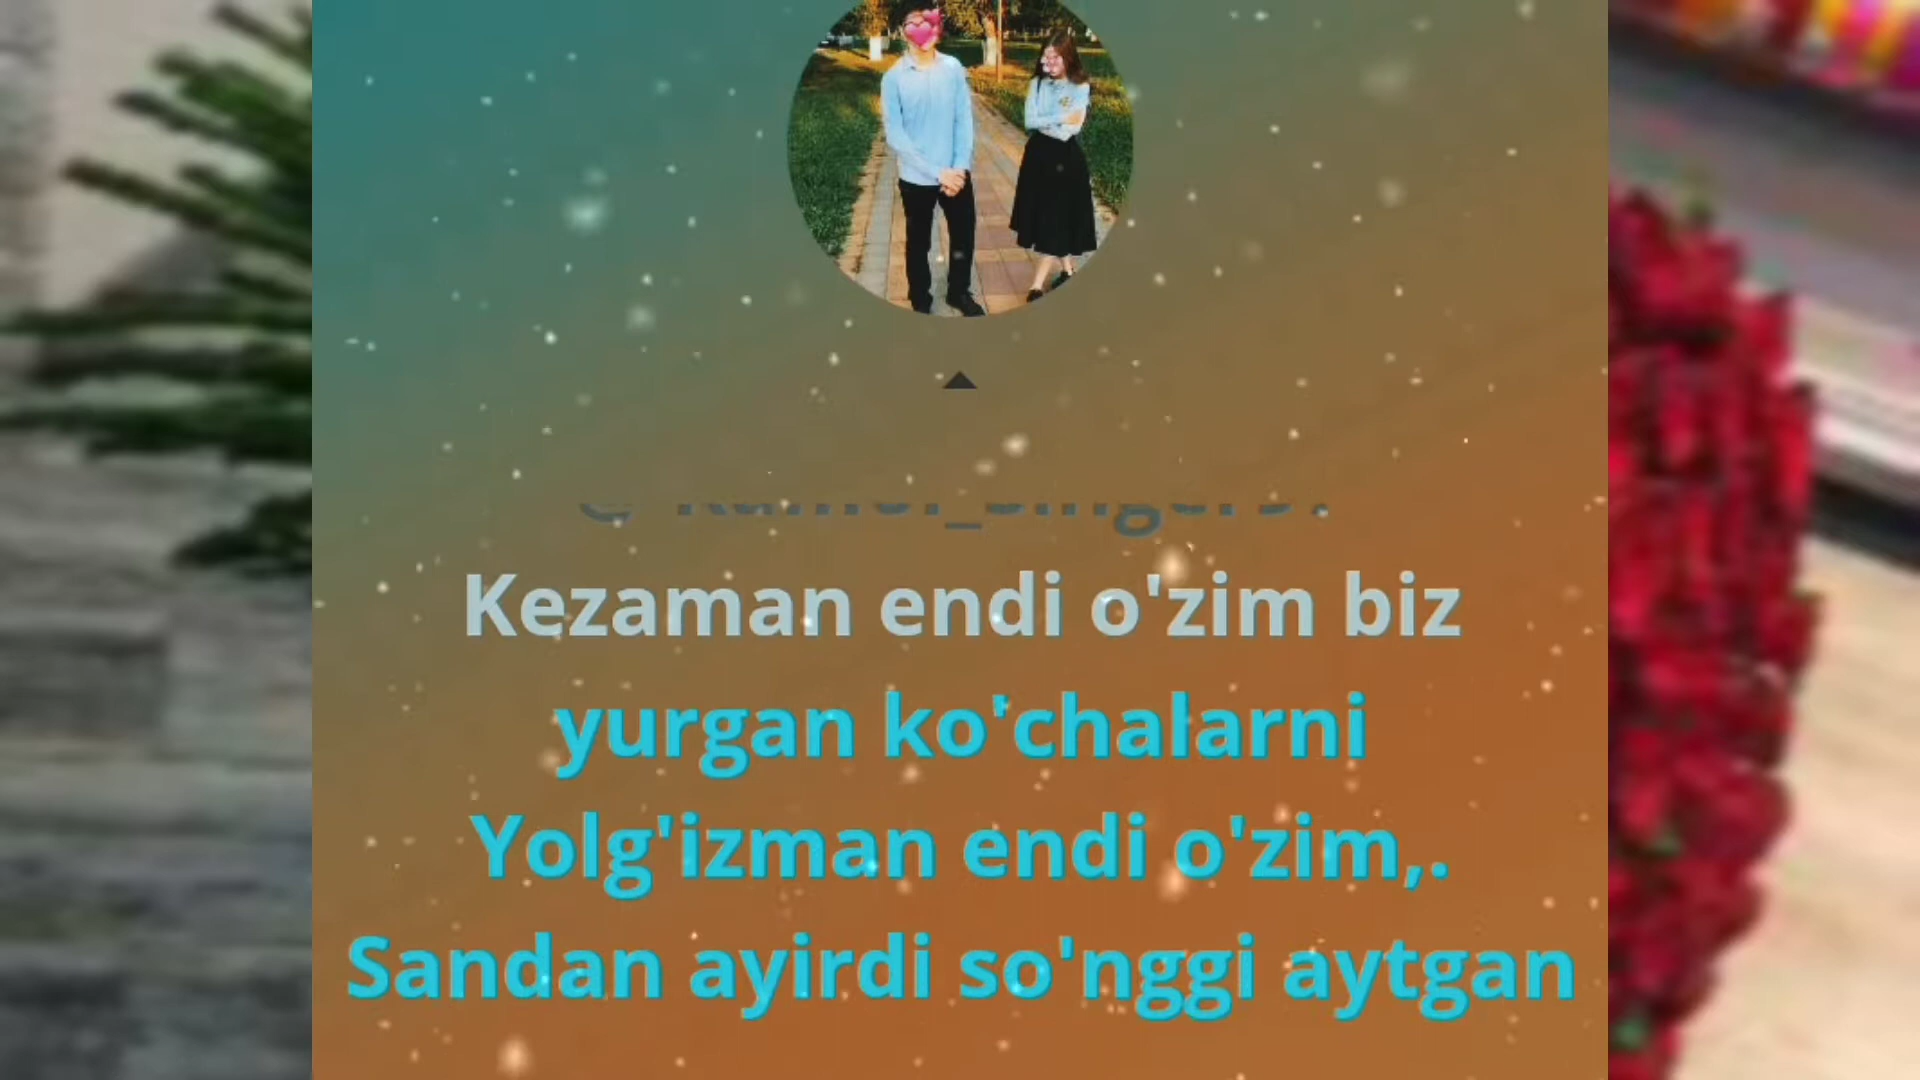 Kezaman endi o'zim biz
yurgan ko'chalarni
Yolg'izman endi o'zim,.
Sandan ayirdi so'nggi aytgan